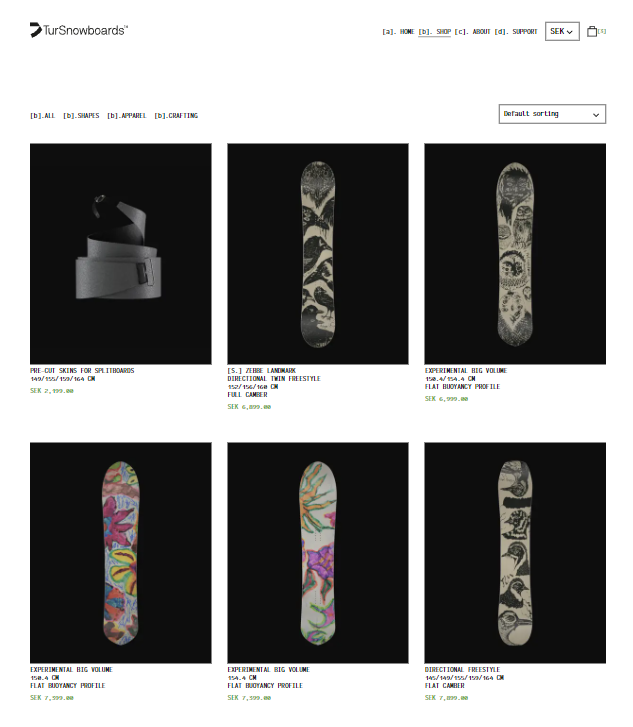 TurSnowboards™
[a]. HOME [b]. SHOP [c]. ABOUT [d]. SUPPORT
SEK
[b].ALL [b].SHAPES [b].APPAREL [b].CRAFTING
Default sorting
PRE-CUT SKINS FOR SPLITBOARDS
149/155/159/164 CM
SEK 2,199.00
[S.] ZEBBE LANDMARK
DIRECTIONAL TWIN FREESTYLE
152/156/160 CM
FULL CAMBER
SEK 6,899.00
EXPERIMENTAL BIG VOLUME
150.4/154.4 CM
FLAT BUOYANCY PROFILE
SEK 6,999.00
EXPERIMENTAL BIG VOLUME
150.4 CM
FLAT BUOYANCY PROFILE
SEK 7,399.00
EXPERIMENTAL BIG VOLUME
154.4 CM
FLAT BUOYANCY PROFILE
SEK 7,399.00
DIRECTIONAL FREESTYLE
145/149/155/159/164 CM
FLAT CAMBER
SEK 7,899.00